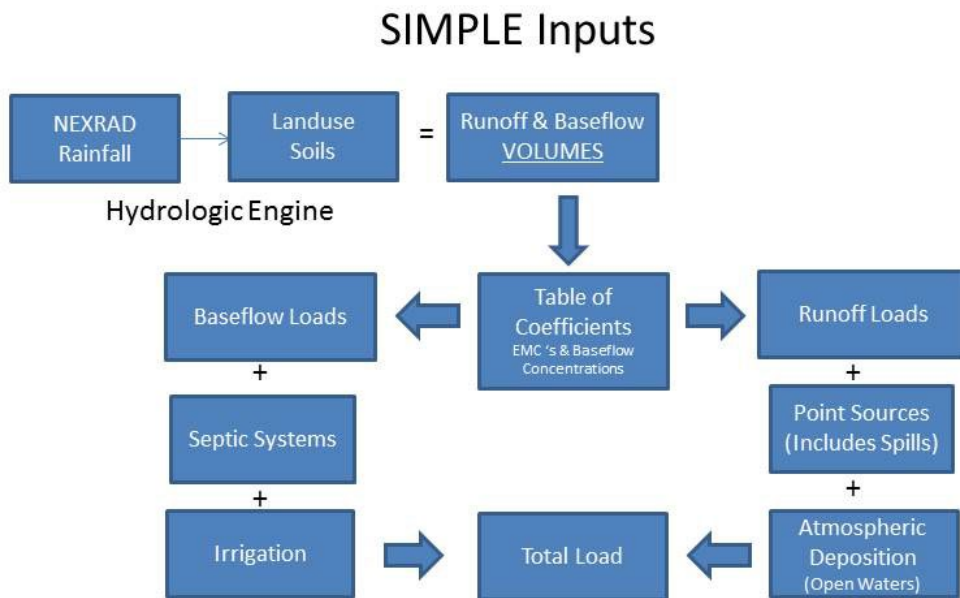 SIMPLE Inputs
NEXRAD
Rainfall
Landuse
Soils
=
Runoff & Baseflow
VOLUMES
Hydrologic Engine
Baseflow Loads
Table of
Coefficients
EMC 's & Baseflow
Concentrations
Runoff Loads
+
+
Septic Systems
Point Sources
(Includes Spills)
+
+
Irrigation
Total Load
Atmospheric
Deposition
(Open Waters)